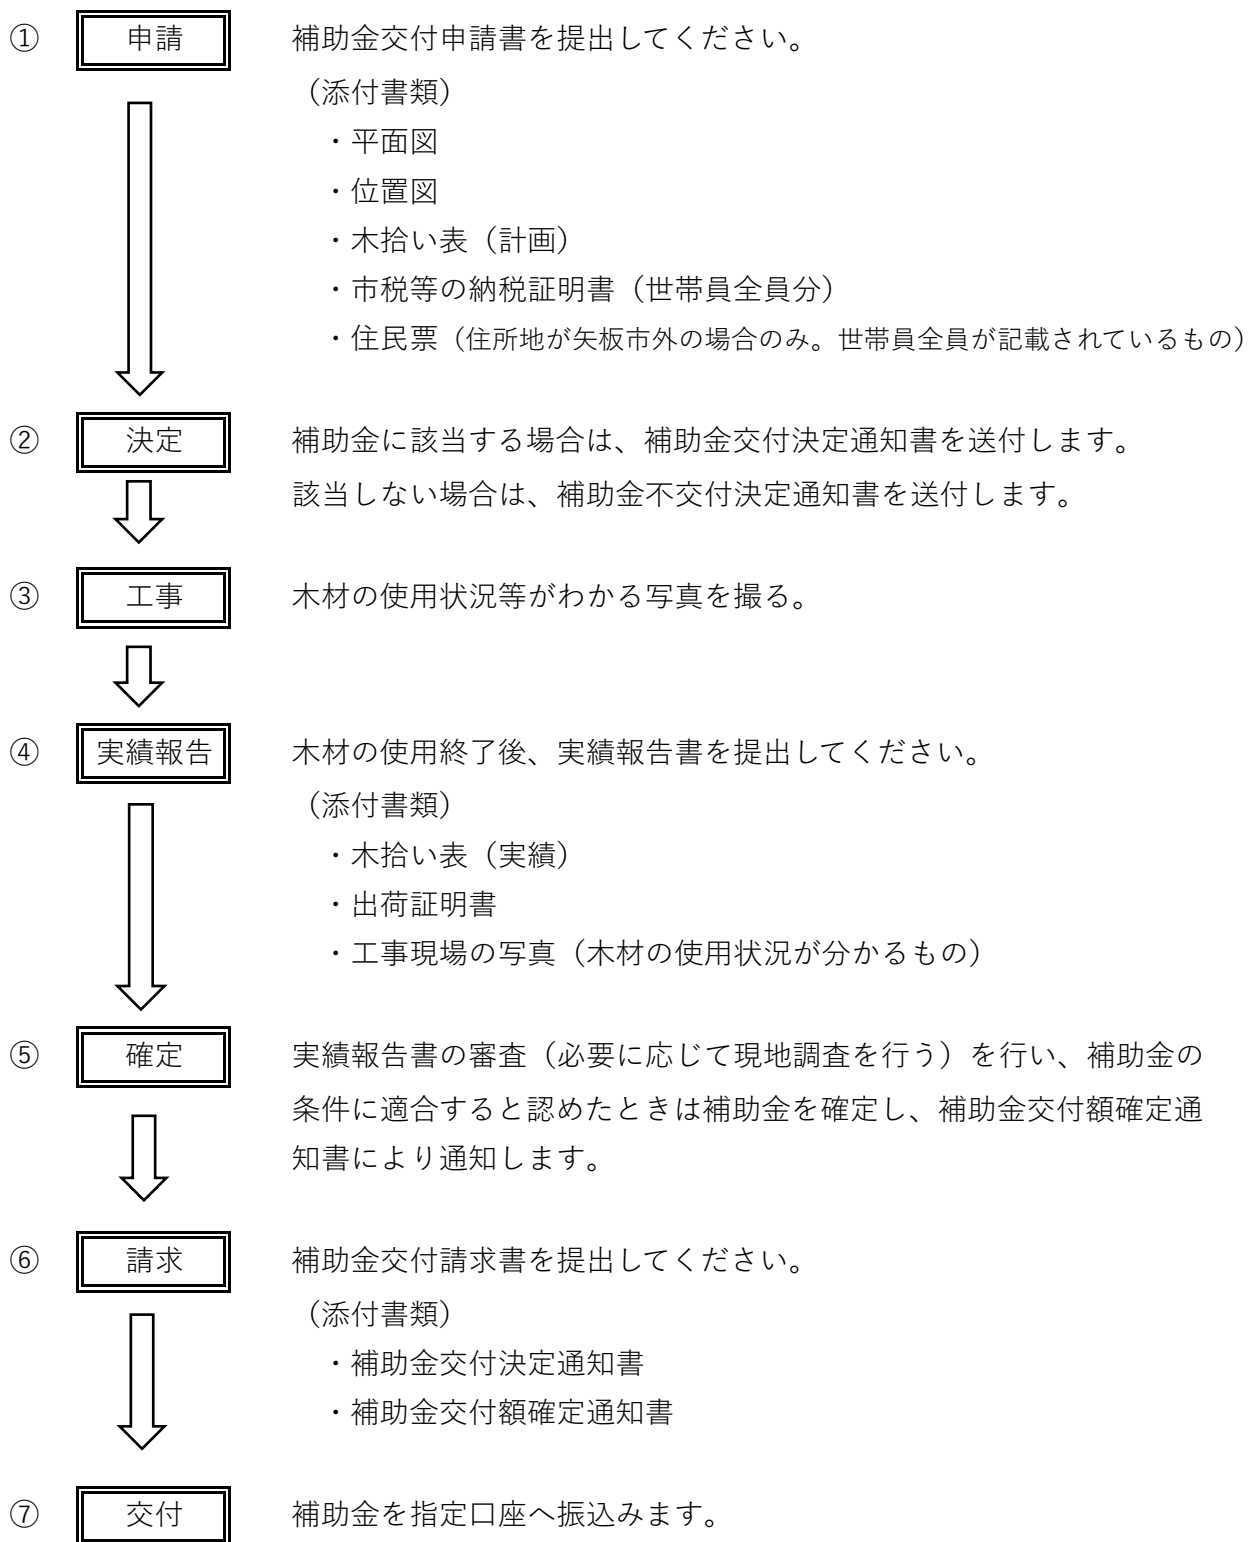 ① 申請 補助金交付申請書を提出してください。
（添付書類）
・平面図
・位置図
・木拾い表（計画）
・市税等の納税証明書（世帯員全員分）
・住民票（住所地が矢板市外の場合のみ。世帯員全員が記載されているもの）
② 決定 補助金に該当する場合は、補助金交付決定通知書を送付します。
該当しない場合は、補助金不交付決定通知書を送付します。
③ 工事 木材の使用状況等がわかる写真を撮る。
④ 実績報告 木材の使用終了後、実績報告書を提出してください。
（添付書類）
・木拾い表（実績）
・出荷証明書
・工事現場の写真（木材の使用状況が分かるもの）
⑤ 確定 実績報告書の審査（必要に応じて現地調査を行う）を行い、補助金の
条件に適合すると認めたときは補助金を確定し、補助金交付額確定通
知書により通知します。
⑥ 請求 補助金交付請求書を提出してください。
（添付書類）
・補助金交付決定通知書
・補助金交付額確定通知書
⑦ 交付 補助金を指定口座へ振込みます。